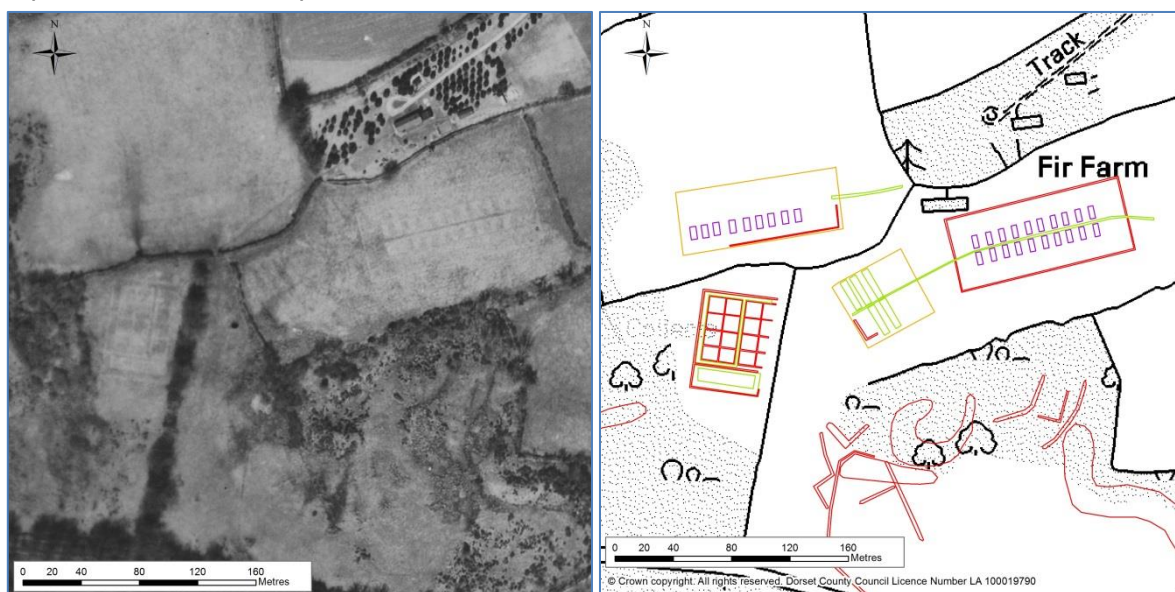 N
0 20 40 80 120 160
Metres
N
Track
Fir Farm
0 20 40 80 120 160
Metres
© Crown copyright. All rights reserved. Dorset County Council Licence Number LA 100019790